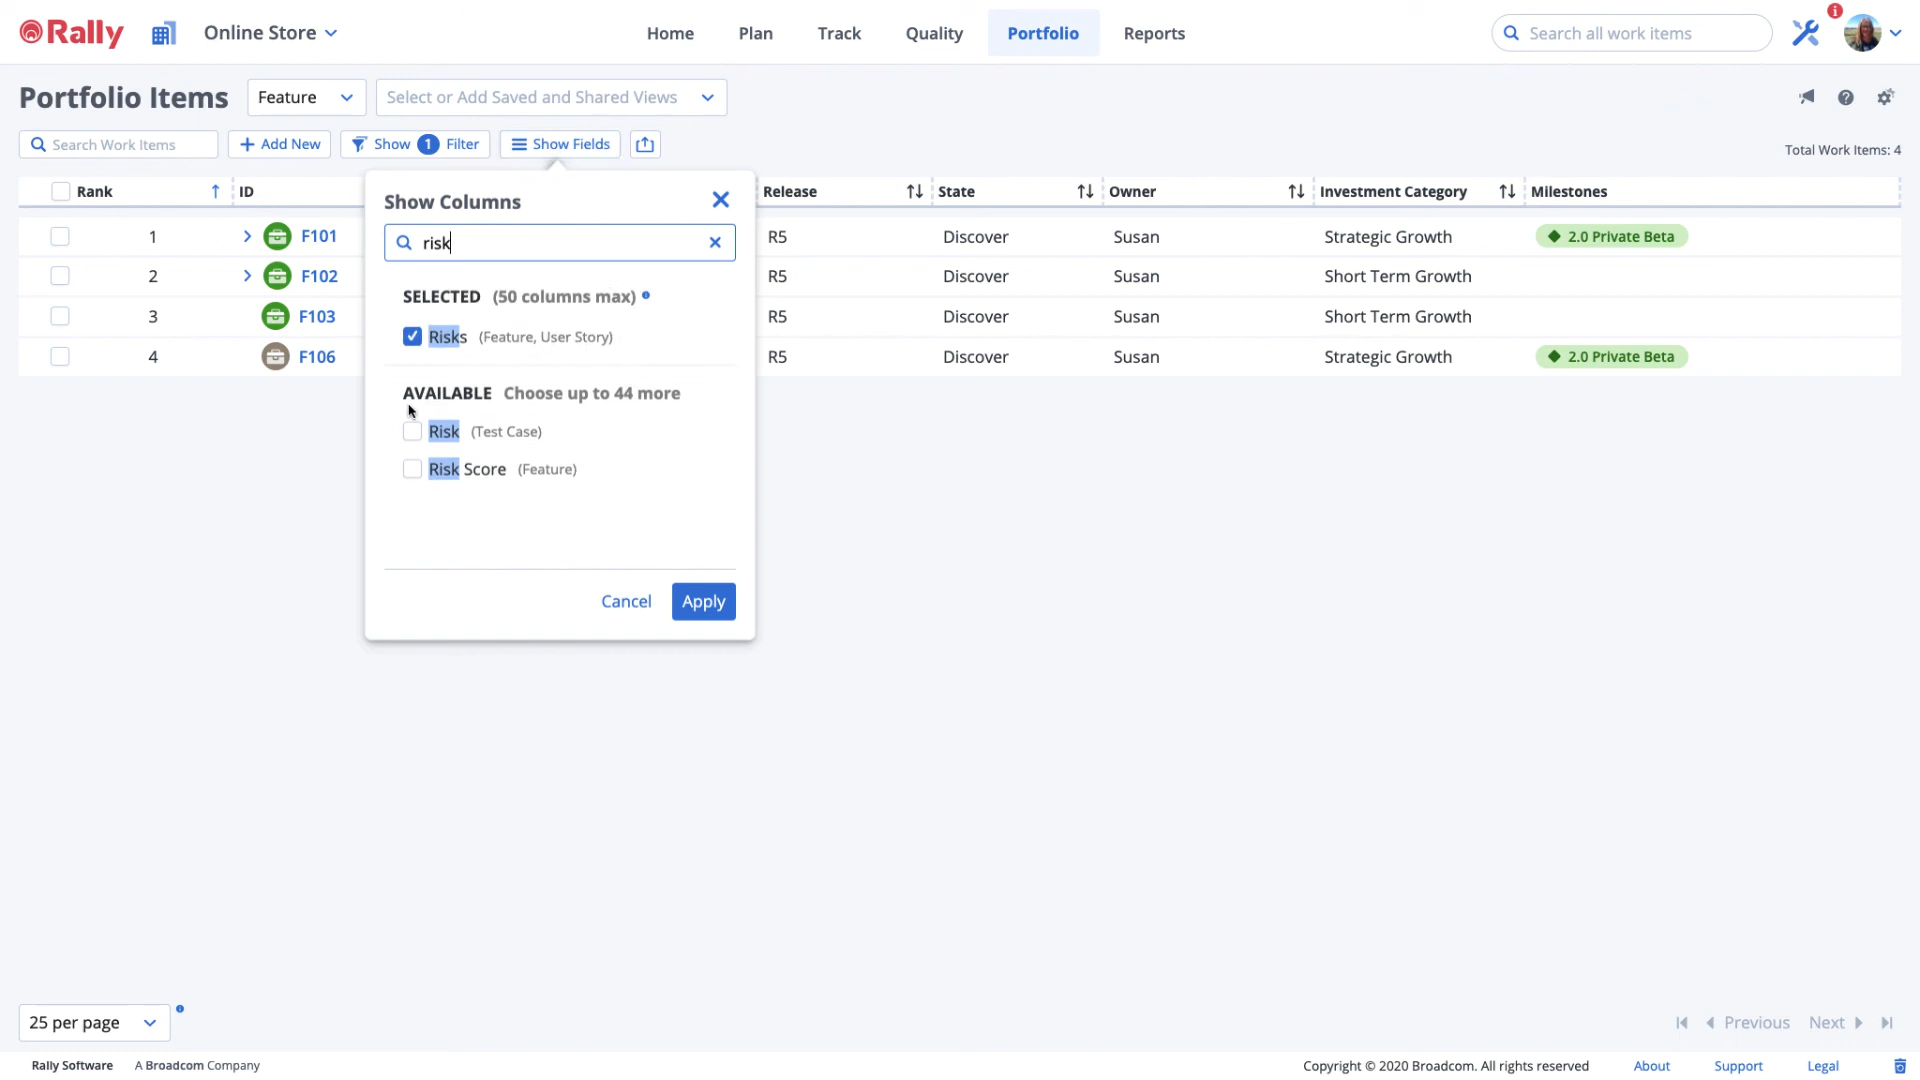 Rally Online Store Home Plan Track Quality Portfolio Reports Search all work items
Portfolio Items Feature Select or Add Saved and Shared Views
Search Work Items Add New Show 1 Filter Show Fields Total Work Items: 4
Rank ID Release State Owner Investment Category Milestones
1 F101 R5 Discover Susan Strategic Growth 2.0 Private Beta
2 F102 R5 Discover Susan Short Term Growth
3 F103 R5 Discover Susan Short Term Growth
4 F106 R5 Discover Susan Strategic Growth 2.0 Private Beta
Show Columns
risk
SELECTED (50 columns max)
Risks (Feature, User Story)
AVAILABLE Choose up to 44 more
Risk (Test Case)
Risk Score (Feature)
Cancel Apply
25 per page Previous Next
Rally Software A Broadcom Company Copyright © 2020 Broadcom. All rights reserved About Support Legal